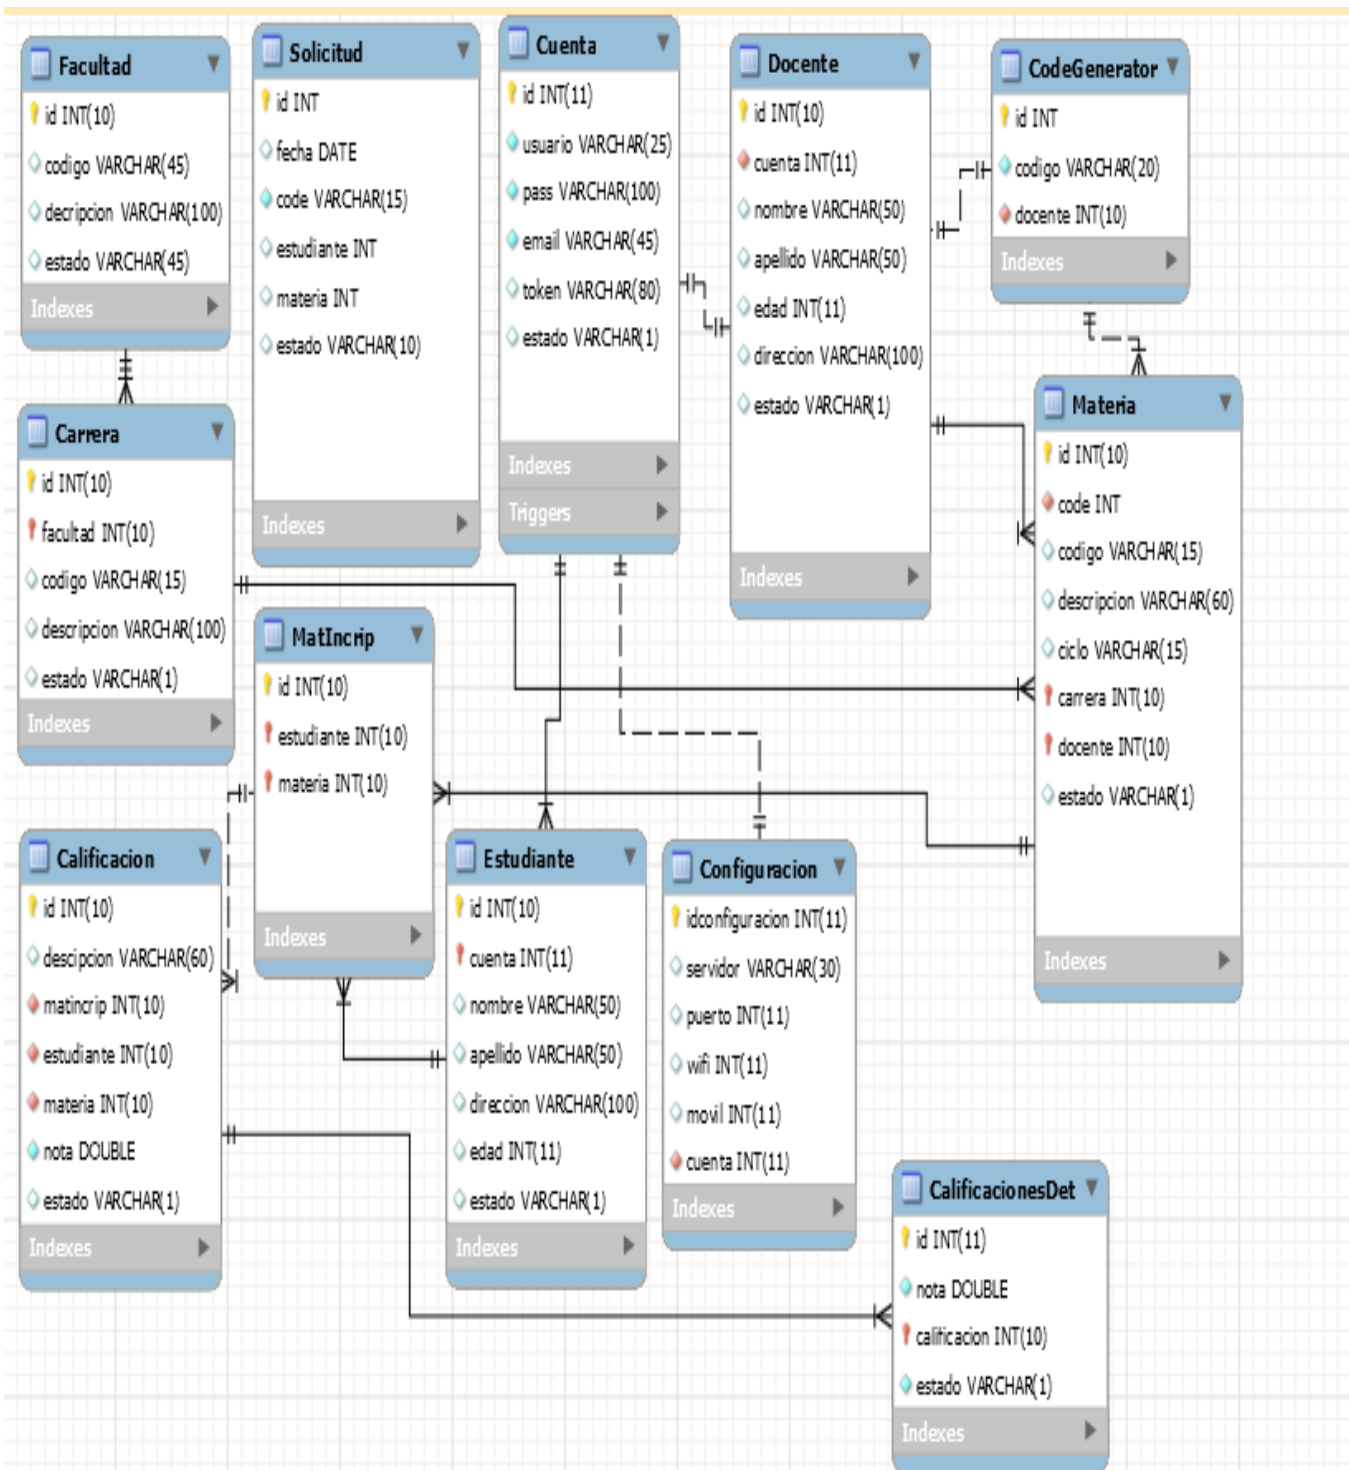 Facultad
id INT(10)
codigo VARCHAR(45)
decripcion VARCHAR(100)
estado VARCHAR(45)
Indexes
Solicitud
id INT
fecha DATE
code VARCHAR(15)
estudiante INT
materia INT
estado VARCHAR(10)
Indexes
Cuenta
id INT(11)
usuario VARCHAR(25)
pass VARCHAR(100)
email VARCHAR(45)
token VARCHAR(80)
estado VARCHAR(1)
Indexes
Triggers
Docente
id INT(10)
cuenta INT(11)
nombre VARCHAR(50)
apellido VARCHAR(50)
edad INT(11)
direccion VARCHAR(100)
estado VARCHAR(1)
Indexes
CodeGenerator
id INT
codigo VARCHAR(20)
docente INT(10)
Indexes
Carrera
id INT(10)
facultad INT(10)
codigo VARCHAR(15)
descripcion VARCHAR(100)
estado VARCHAR(1)
Indexes
MatIncrip
id INT(10)
estudiante INT(10)
materia INT(10)
Indexes
Materia
id INT(10)
code INT
codigo VARCHAR(15)
descripcion VARCHAR(60)
ciclo VARCHAR(15)
carrera INT(10)
docente INT(10)
estado VARCHAR(1)
Indexes
Calificacion
id INT(10)
descipcion VARCHAR(60)
matincrip INT(10)
estudiante INT(10)
materia INT(10)
nota DOUBLE
estado VARCHAR(1)
Indexes
Estudiante
id INT(10)
cuenta INT(11)
nombre VARCHAR(50)
apellido VARCHAR(50)
direccion VARCHAR(100)
edad INT(11)
estado VARCHAR(1)
Indexes
Configuracion
idconfiguracion INT(11)
servidor VARCHAR(30)
puerto INT(11)
wifi INT(11)
movil INT(11)
cuenta INT(11)
Indexes
CalificacionesDet
id INT(11)
nota DOUBLE
calificacion INT(10)
estado VARCHAR(1)
Indexes